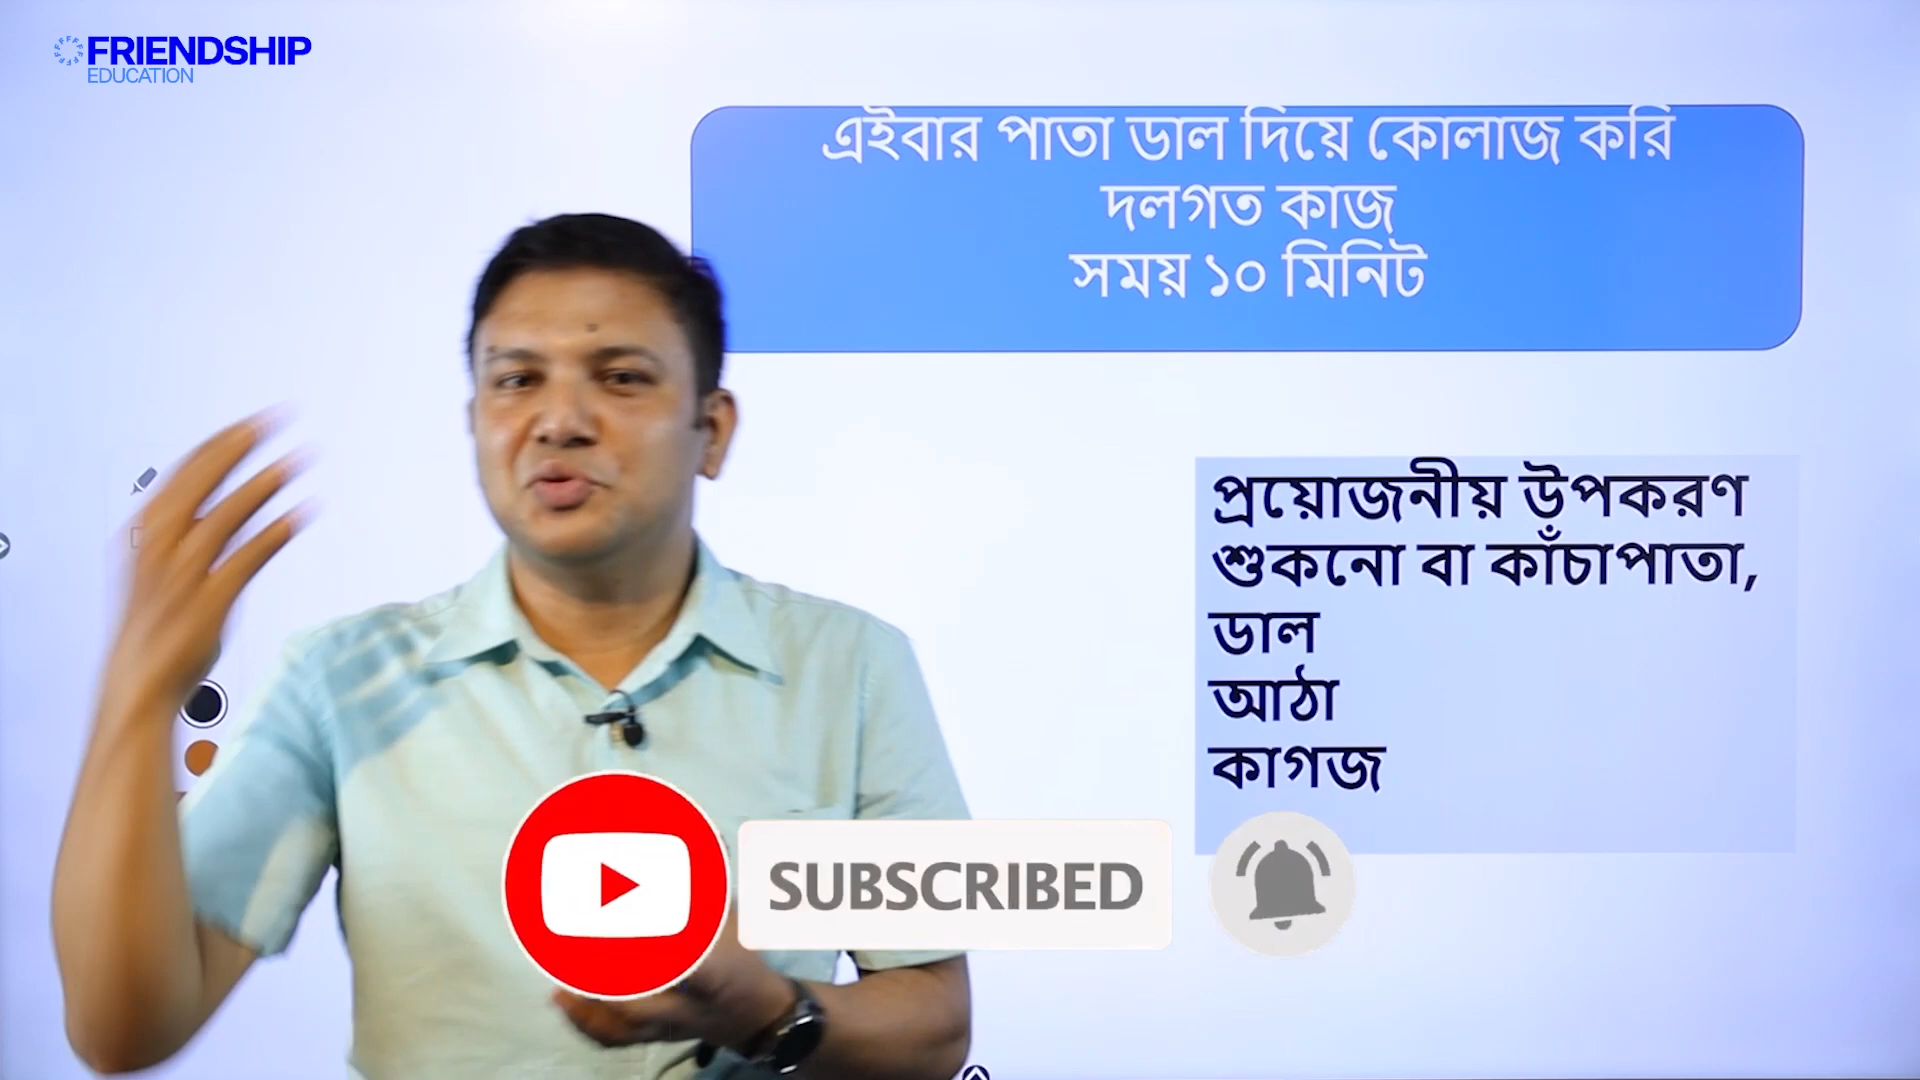 FRIENDSHIP
EDUCATION
এইবার পাতা ডাল দিয়ে কোলাজ করি
দলগত কাজ
সময় ১০ মিনিট
প্রয়োজনীয় উপকরণ
শুকনো বা কাঁচাপাতা,
ডাল
আঠা
কাগজ
SUBSCRIBED